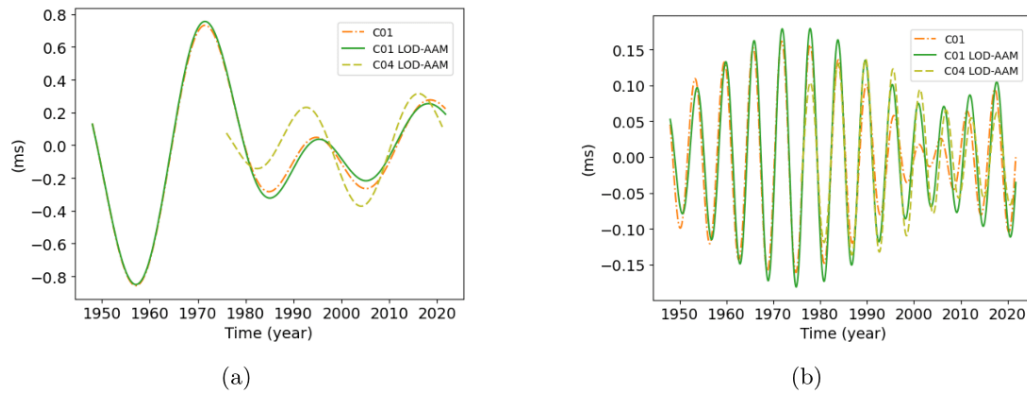 0.8
0.6
0.4
0.2
0.0
−0.2
−0.4
−0.6
−0.8
(ms)
C01
C01 LOD-AAM
C04 LOD-AAM
1950 1960 1970 1980 1990 2000 2010 2020
Time (year)
(a)
0.15
0.10
0.05
0.00
−0.05
−0.10
−0.15
(ms)
C01
C01 LOD-AAM
C04 LOD-AAM
1950 1960 1970 1980 1990 2000 2010 2020
Time (year)
(b)